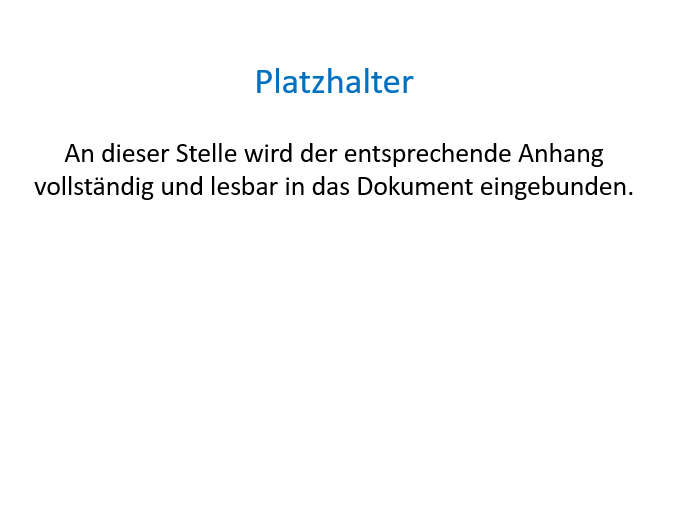 Platzhalter
An dieser Stelle wird der entsprechende Anhang
vollständig und lesbar in das Dokument eingebunden.